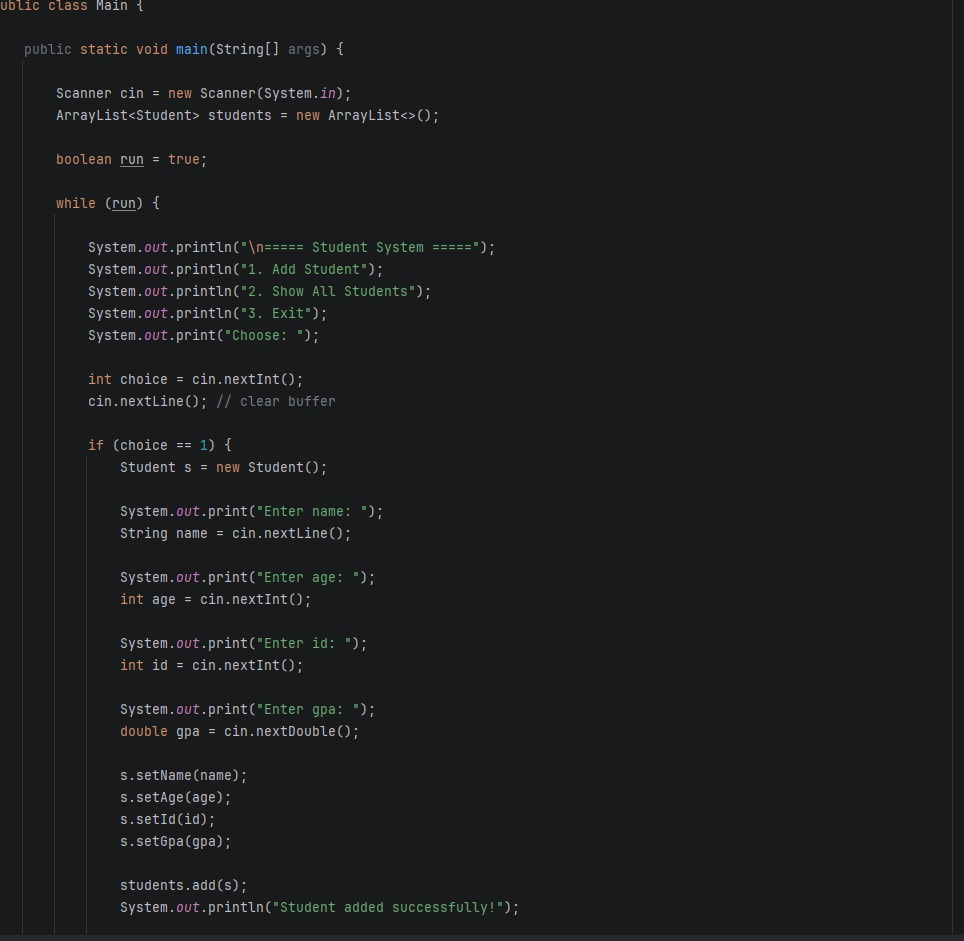 ublic class Main {
public static void main(String[] args) {
Scanner cin = new Scanner(System.in);
ArrayList<Student> students = new ArrayList<>();
boolean run = true;
while (run) {
System.out.println("\n===== Student System =====");
System.out.println("1. Add Student");
System.out.println("2. Show All Students");
System.out.println("3. Exit");
System.out.print("Choose: ");
int choice = cin.nextInt();
cin.nextLine(); // clear buffer
if (choice == 1) {
Student s = new Student();
System.out.print("Enter name: ");
String name = cin.nextLine();
System.out.print("Enter age: ");
int age = cin.nextInt();
System.out.print("Enter id: ");
int id = cin.nextInt();
System.out.print("Enter gpa: ");
double gpa = cin.nextDouble();
s.setName(name);
s.setAge(age);
s.setId(id);
s.setGpa(gpa);
students.add(s);
System.out.println("Student added successfully!");